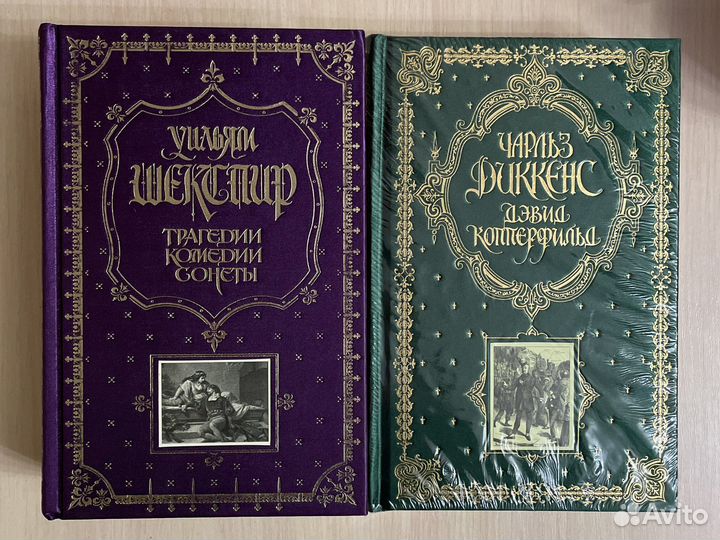 Уильям
ШЕКСПИР
ТРАГЕДИИ
КОМЕДИИ
СОНЕТЫ
ЧАРЛЬЗ
ДИККЕНС
ДЭВИД
КОППЕРФИЛЬД
Avito